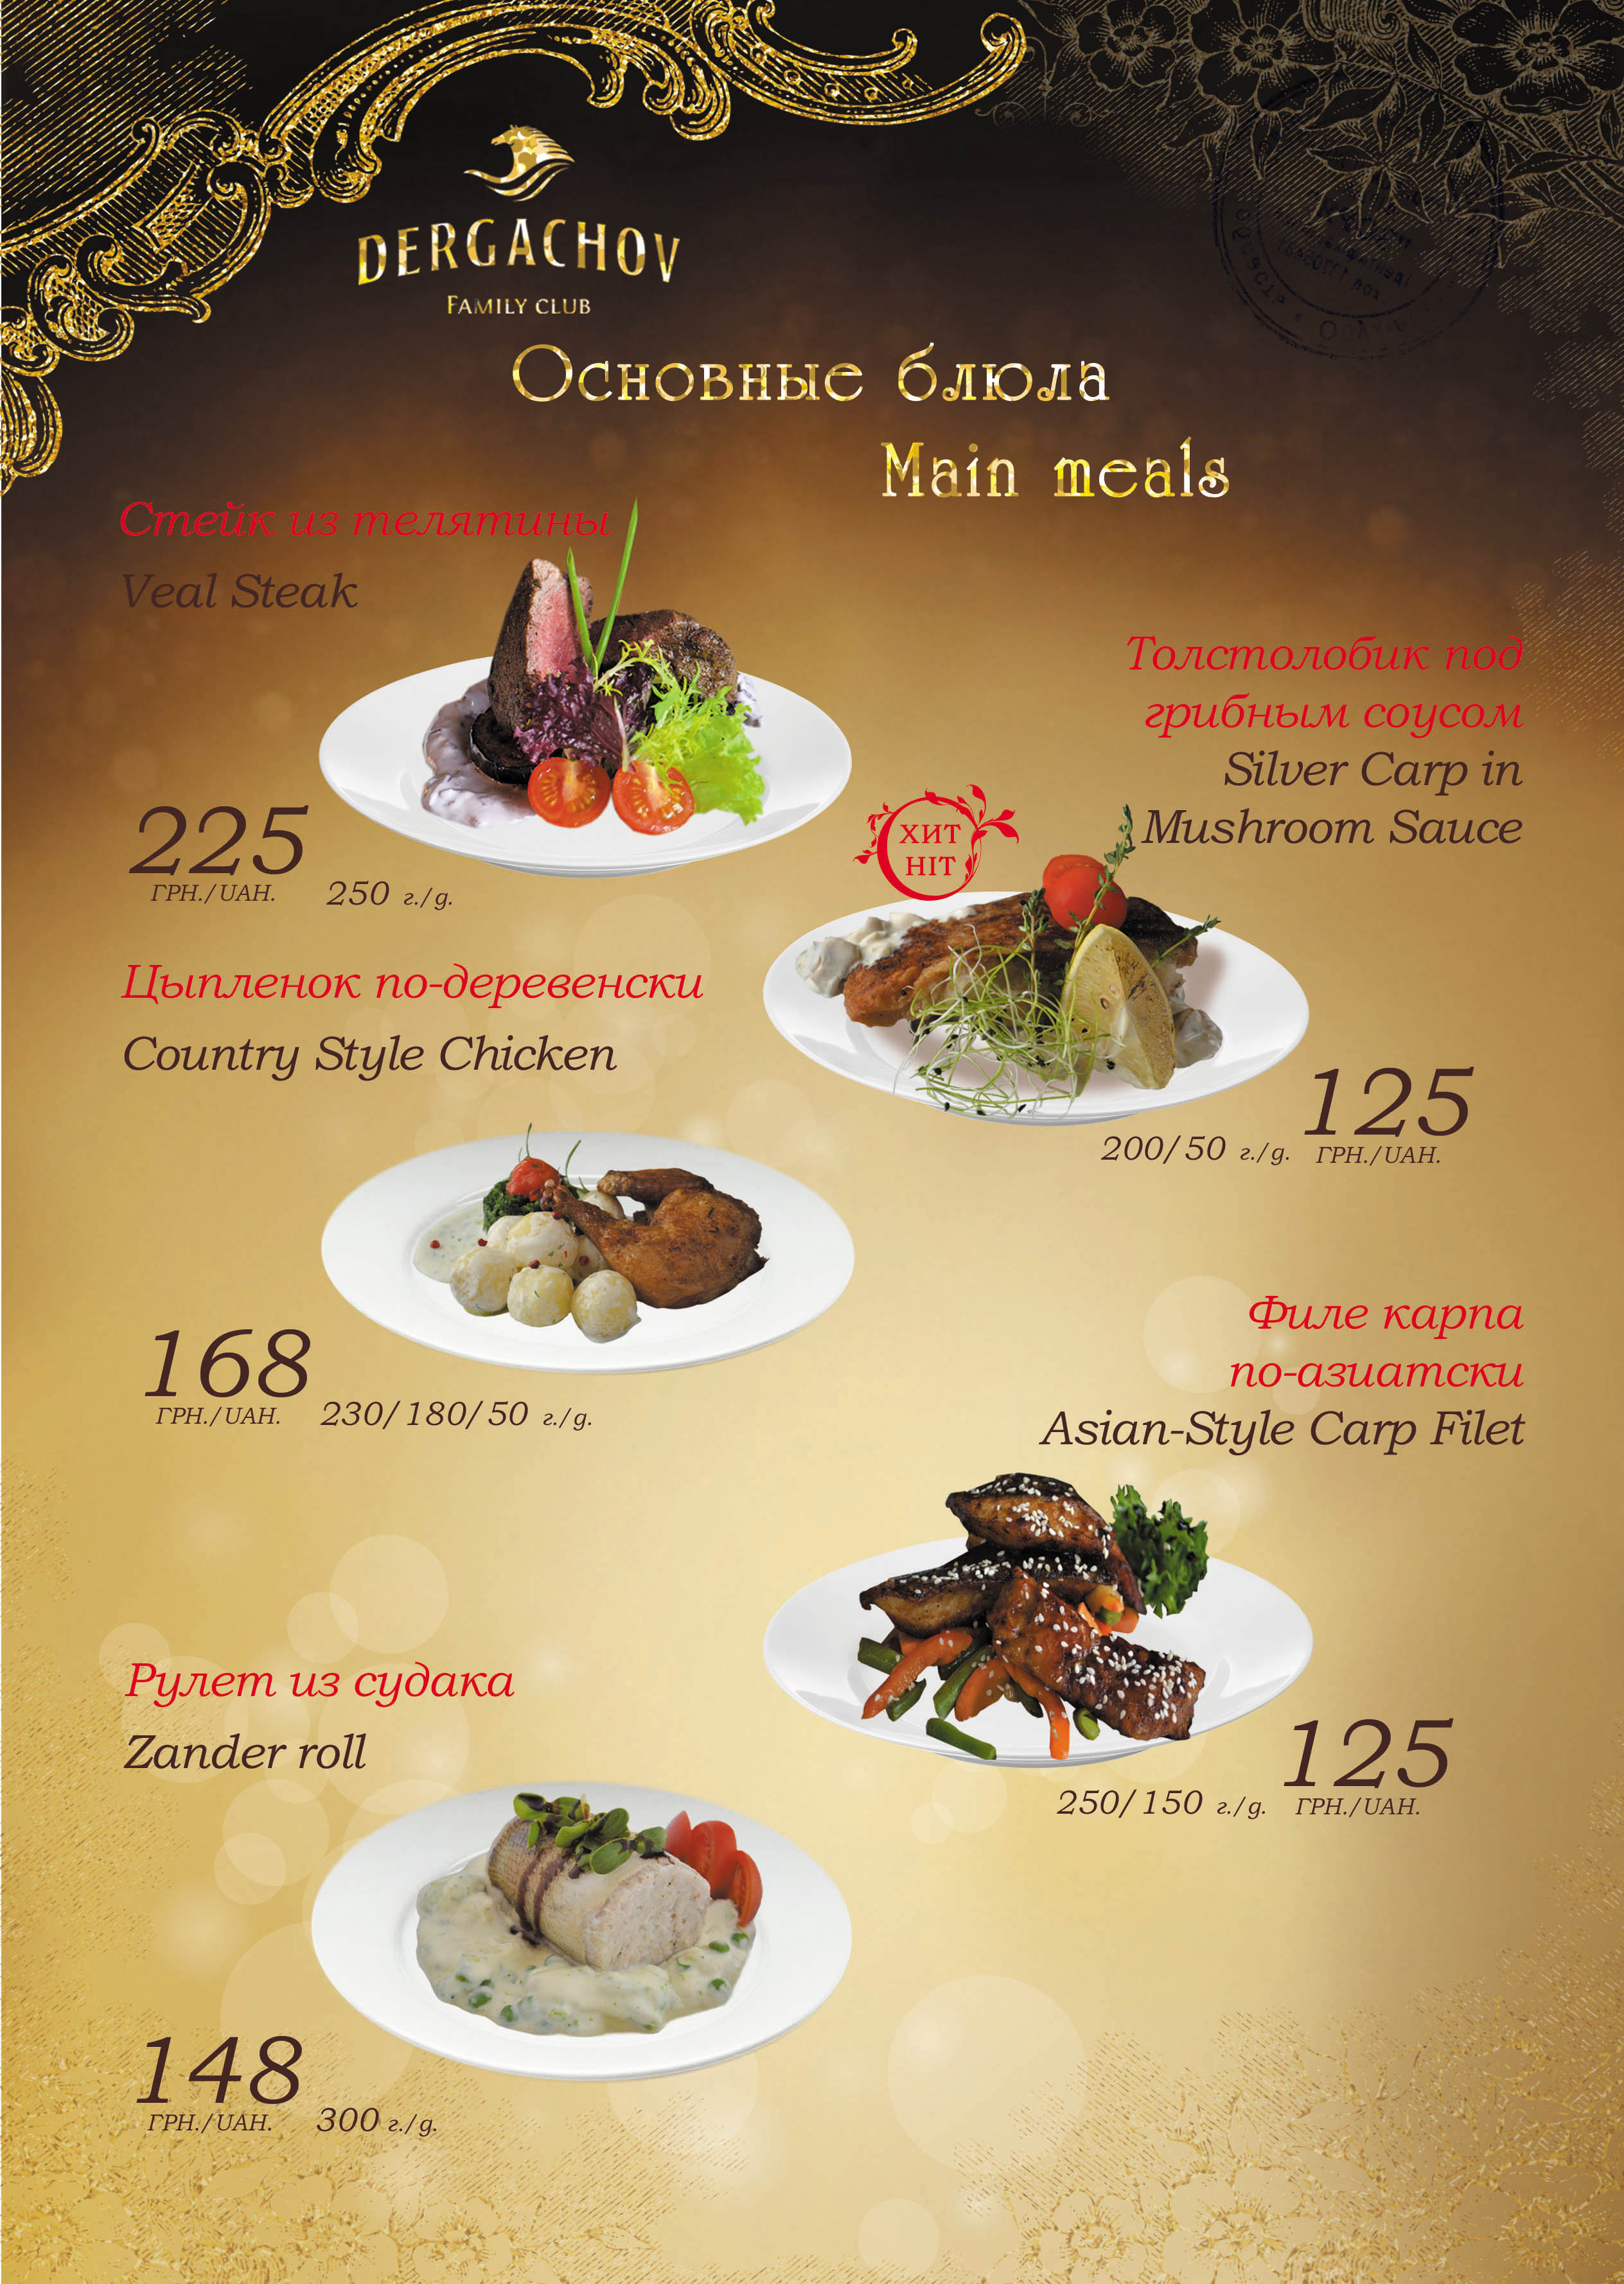 DERGACHOV
FAMILY CLUB
Основные блюла
Main meals
Стейк из телятины
Veal Steak
225
ГРН./UAH.
250 г./g.
Толстолобик под
грибным соусом
Silver Carp in
Mushroom Sauce
ХИТ
HIT
200/50 г./g.
125
ГРН./UAH.
Цыпленок по-деревенски
Country Style Chicken
168
ГРН./UAH.
230/180/50 г./g.
Филе карпа
по-азиатски
Asian-Style Carp Filet
250/150 г./g.
125
ГРН./UAH.
Рулет из судака
Zander roll
148
ГРН./UAH.
300 г./g.